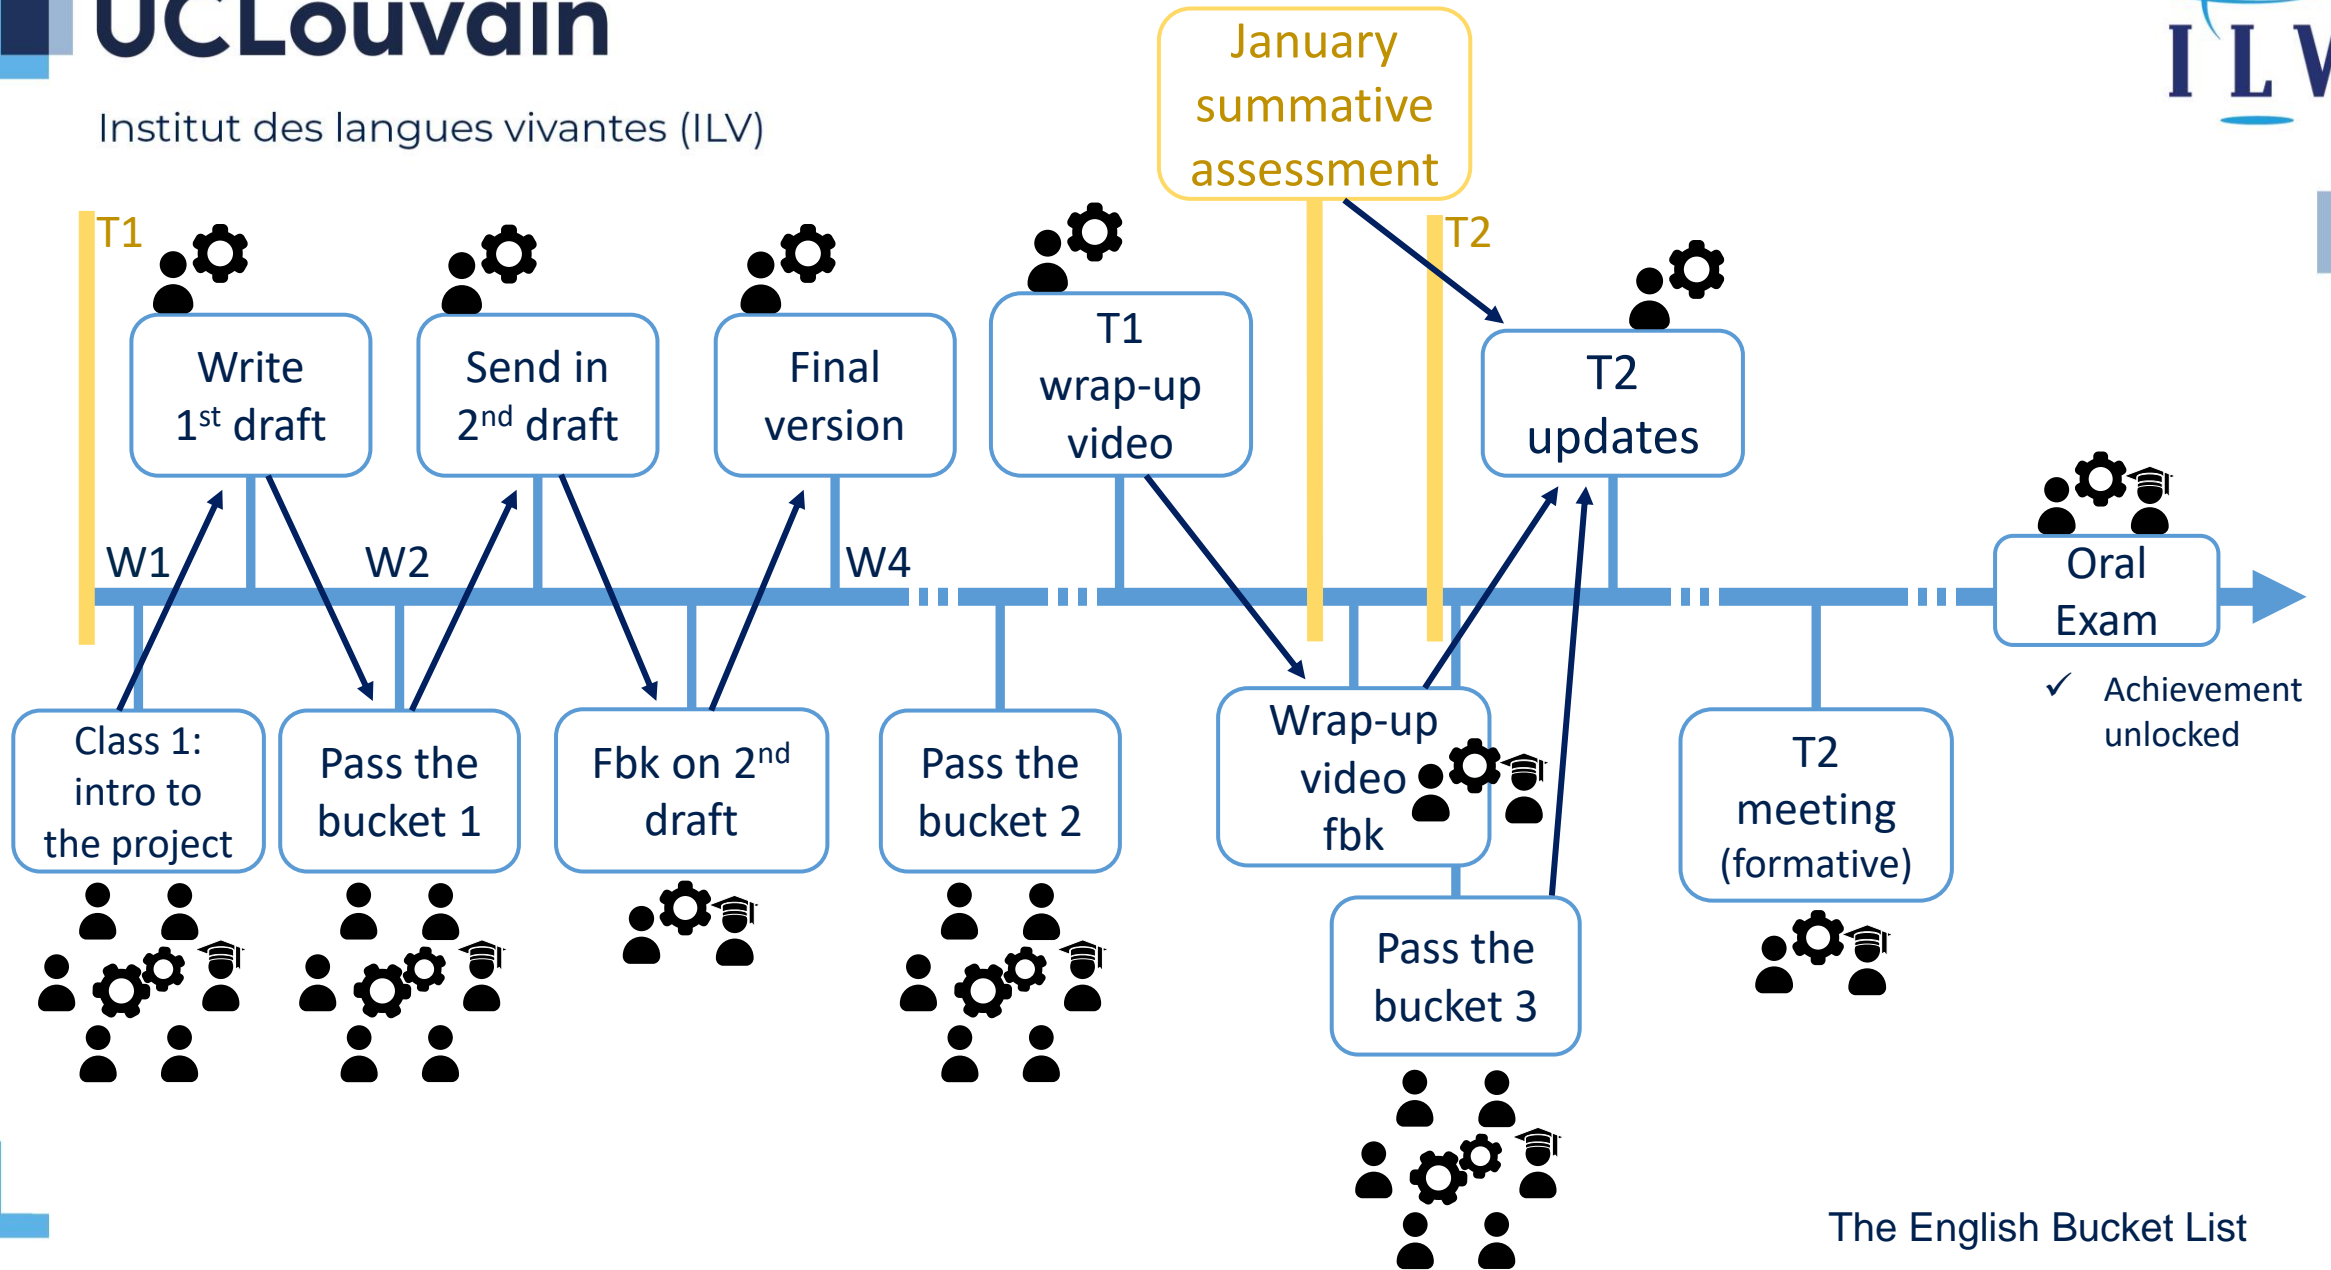 UCLouvain
Institut des langues vivantes (ILV)
January
summative
assessment
T1
T2
Write
1st draft
Send in
2nd draft
Final
version
T1
wrap-up
video
T2
updates
W1
W2
W4
Oral
Exam
✓ Achievement
unlocked
Class 1:
intro to
the project
Pass the
bucket 1
Fbk on 2nd
draft
Pass the
bucket 2
Wrap-up
video
fbk
Pass the
bucket 3
T2
meeting
(formative)
The English Bucket List